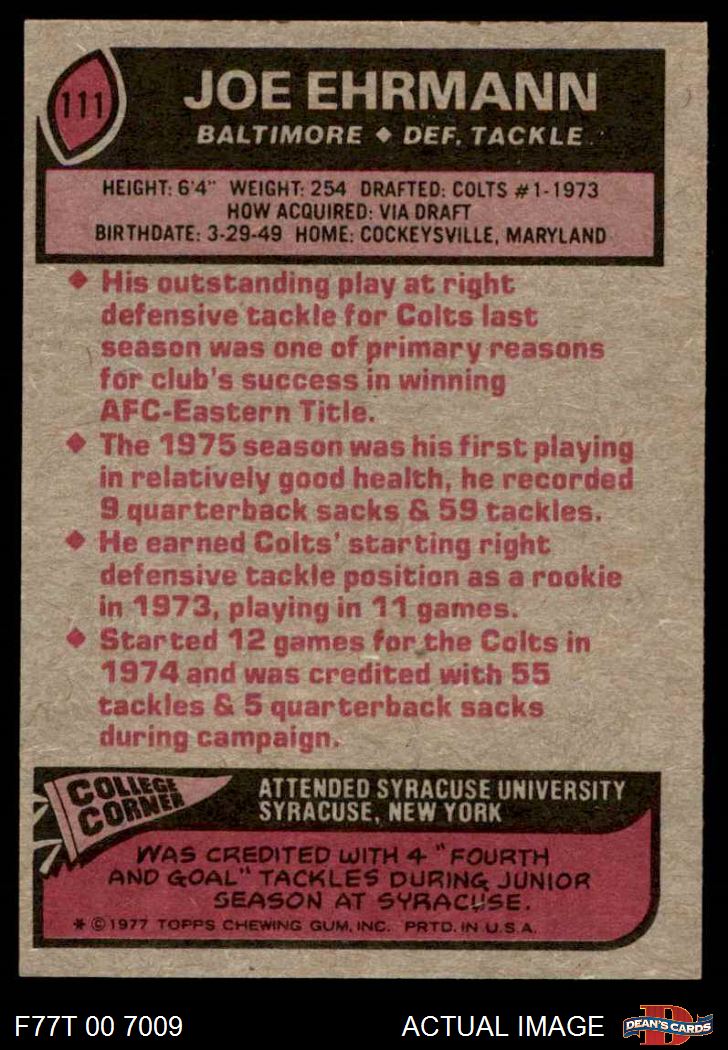 111
JOE EHRMANN
BALTIMORE ◆ DEF. TACKLE
HEIGHT: 6'4" WEIGHT: 254 DRAFTED: COLTS #1-1973
HOW ACQUIRED: VIA DRAFT
BIRTHDATE: 3-29-49 HOME: COCKEYSVILLE, MARYLAND
◆ His outstanding play at right
defensive tackle for Colts last
season was one of primary reasons
for club's success in winning
AFC-Eastern Title.
◆ The 1975 season was his first playing
in relatively good health, he recorded
9 quarterback sacks & 59 tackles.
◆ He earned Colts' starting right
defensive tackle position as a rookie
in 1973, playing in 11 games.
◆ Started 12 games for the Colts in
1974 and was credited with 55
tackles & 5 quarterback sacks
during campaign.
COLLEGE
CORNER
ATTENDED SYRACUSE UNIVERSITY
SYRACUSE, NEW YORK
WAS CREDITED WITH 4 "FOURTH
AND GOAL" TACKLES DURING JUNIOR
SEASON AT SYRACUSE.
* © 1977 TOPPS CHEWING GUM, INC. PRTD. IN U.S.A.
F77T 00 7009
ACTUAL IMAGE
D
DEAN'S CARDS